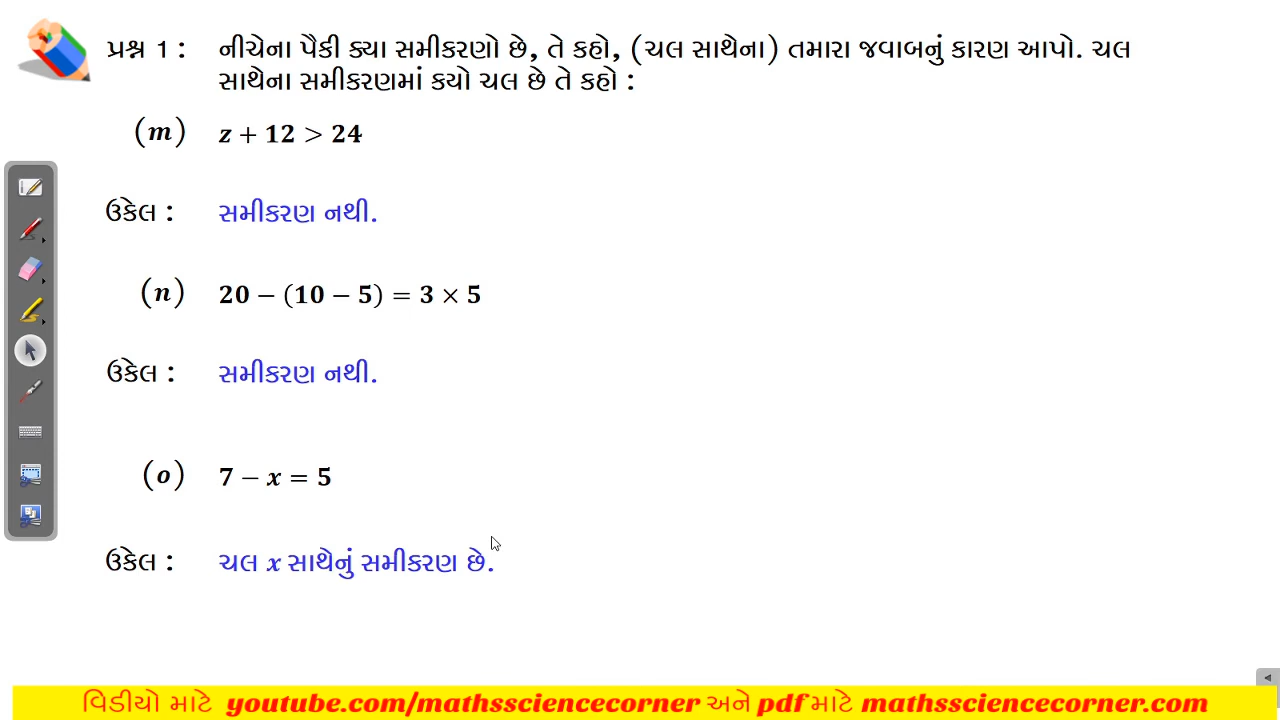 પ્રશ્ન 1 : નીચેના પૈકી ક્યા સમીકરણો છે, તે કહો, (ચલ સાથેના) તમારા જવાબનું કારણ આપો. ચલ
સાથેના સમીકરણમાં કયો ચલ છે તે કહો :
(m) z + 12 > 24
ઉકેલ : સમીકરણ નથી.
(n) 20 − (10 − 5) = 3 × 5
ઉકેલ : સમીકરણ નથી.
(o) 7 − x = 5
ઉકેલ : ચલ x સાથેનું સમીકરણ છે.
વિડીયો માટે youtube.com/mathssciencecorner અને pdf માટે mathssciencecorner.com